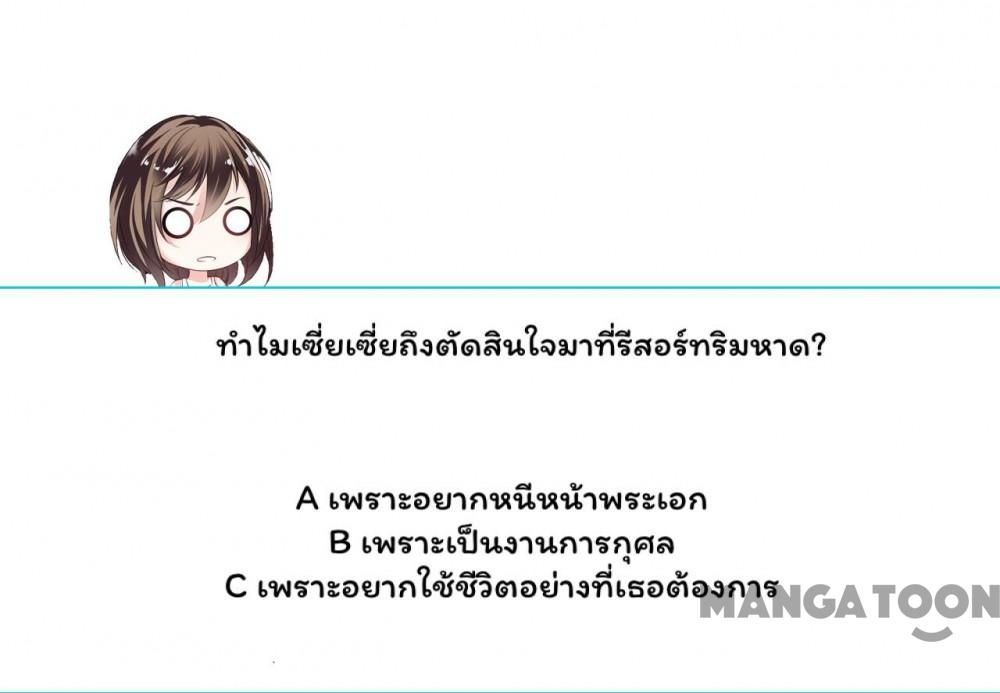 ทำไมเซี่ยเซี่ยถึงตัดสินใจมาที่รีสอร์ทริมหาด?
A เพราะอยากหนีหน้าพระเอก
B เพราะเป็นงานการกุศล
C เพราะอยากใช้ชีวิตอย่างที่เธอต้องการ
MANGATOON